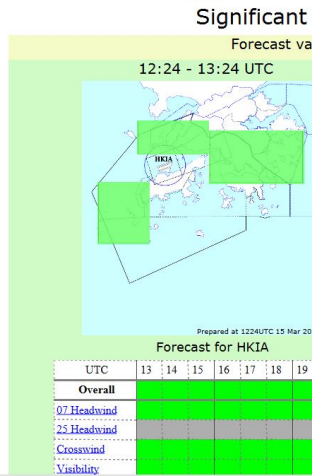 Significant
Forecast va
12:24 - 13:24 UTC
HKIA
Prepared at 1224UTC 15 Mar 20
Forecast for HKIA
UTC 13 14 15 16 17 18 19
Overall
07 Headwind
25 Headwind
Crosswind
Visibility